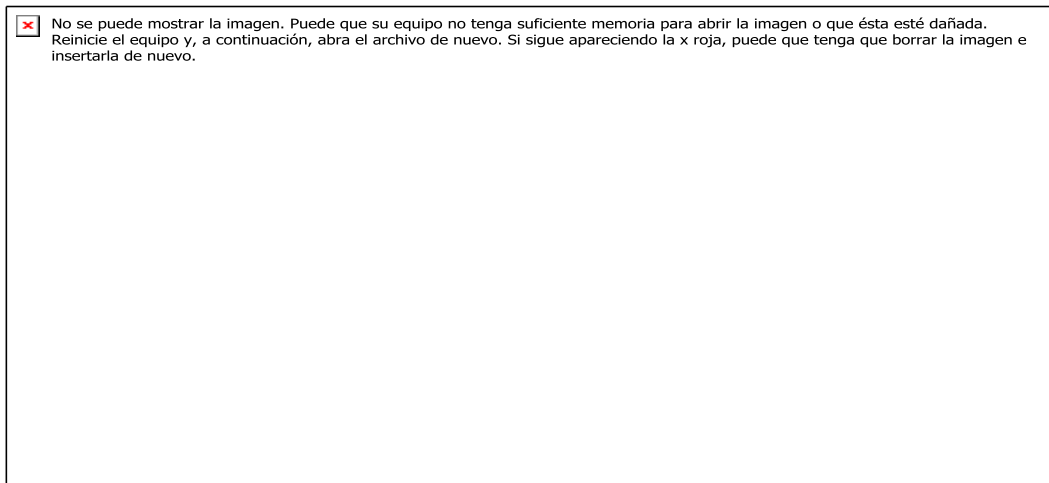 No se puede mostrar la imagen. Puede que su equipo no tenga suficiente memoria para abrir la imagen o que ésta esté dañada.
Reinicie el equipo y, a continuación, abra el archivo de nuevo. Si sigue apareciendo la x roja, puede que tenga que borrar la imagen e
insertarla de nuevo.